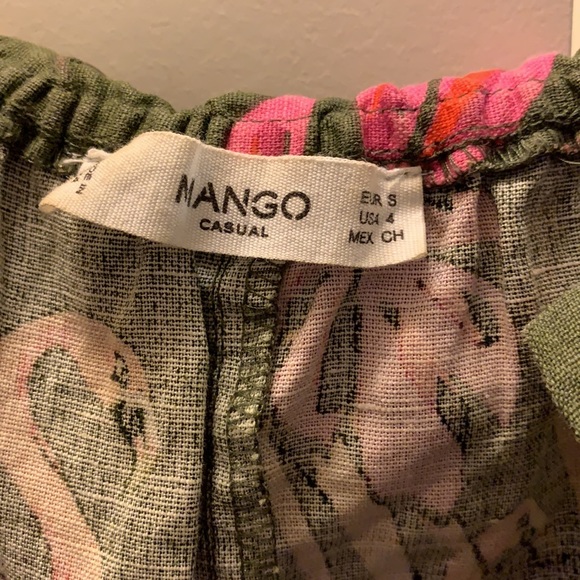 MANGO
CASUAL
EUR S
USA 4
MEX CH